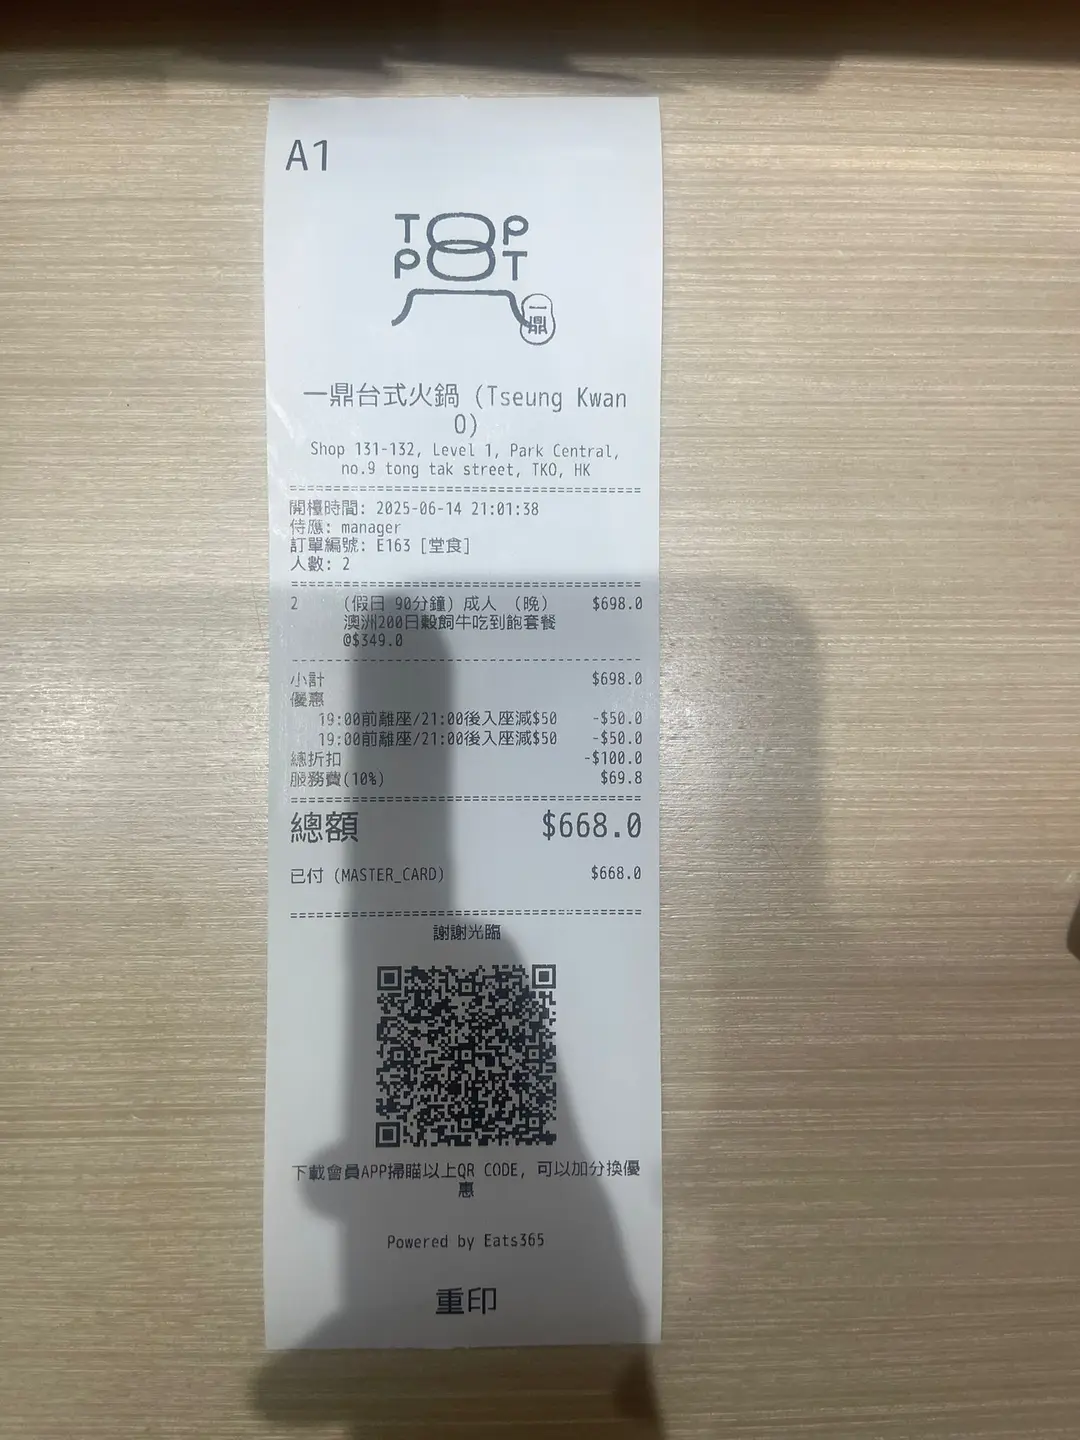 A1
TOP
POT
一鼎
一鼎台式火鍋 (Tseung Kwan
O)
Shop 131-132, Level 1, Park Central,
no.9 tong tak street, TKO, HK
開檯時間: 2025-06-14 21:01:38
侍應: manager
訂單編號: E163 [堂食]
人數: 2
2 (假日 90分鐘) 成人 （晚） $698.0
澳洲200日穀飼牛吃到飽套餐
@$349.0
小計 $698.0
優惠
19:00前離座/21:00後入座減$50 -$50.0
19:00前離座/21:00後入座減$50 -$50.0
總折扣 -$100.0
服務費(10%) $69.8
總額 $668.0
已付 (MASTER_CARD) $668.0
謝謝光臨
下載會員APP掃瞄以上QR CODE, 可以加分換優
惠
Powered by Eats365
重印